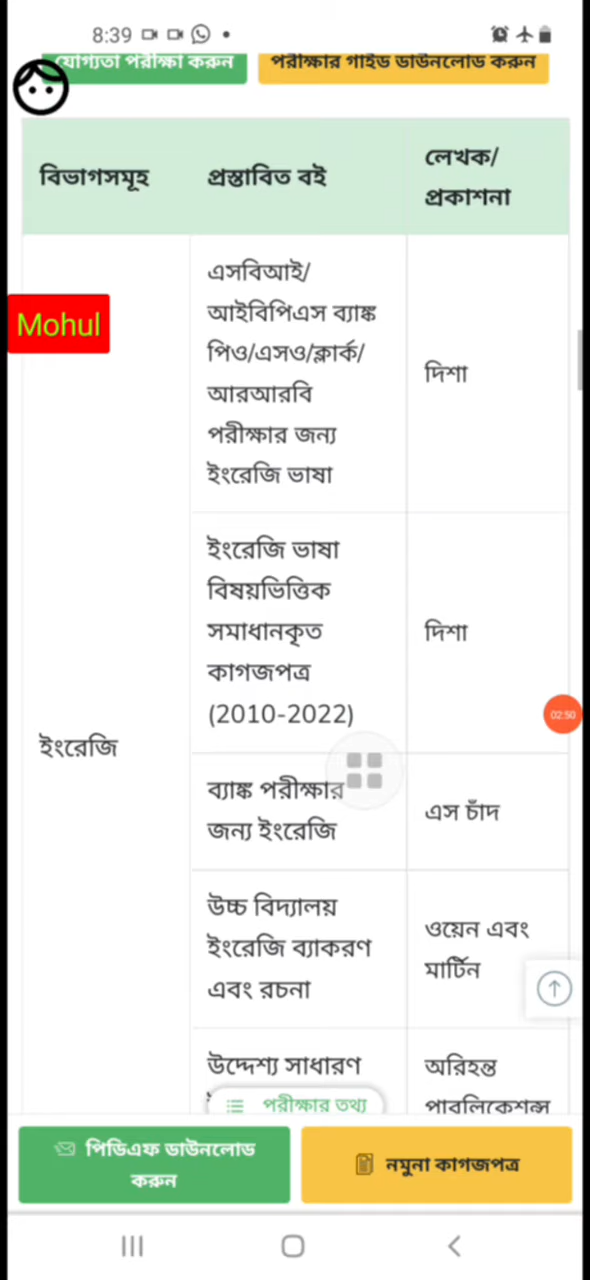 8:39
যোগ্যতা পরীক্ষা করুন
পরীক্ষার গাইড ডাউনলোড করুন
বিভাগসমূহ
প্রস্তাবিত বই
লেখক/
প্রকাশনা
Mohul
ইংরেজি
এসবিআই/
আইবিপিএস ব্যাঙ্ক
পিও/এসও/ক্লার্ক/
আরআরবি
পরীক্ষার জন্য
ইংরেজি ভাষা
দিশা
ইংরেজি ভাষা
বিষয়ভিত্তিক
সমাধানকৃত
কাগজপত্র
(2010-2022)
দিশা
02:50
ব্যাঙ্ক পরীক্ষার
জন্য ইংরেজি
এস চাঁদ
উচ্চ বিদ্যালয়
ইংরেজি ব্যাকরণ
এবং রচনা
ওয়েন এবং
মার্টিন
উদ্দেশ্য সাধারণ
অরিহন্ত
পাবলিকেশন্স
পরীক্ষার তথ্য
পিডিএফ ডাউনলোড
করুন
নমুনা কাগজপত্র